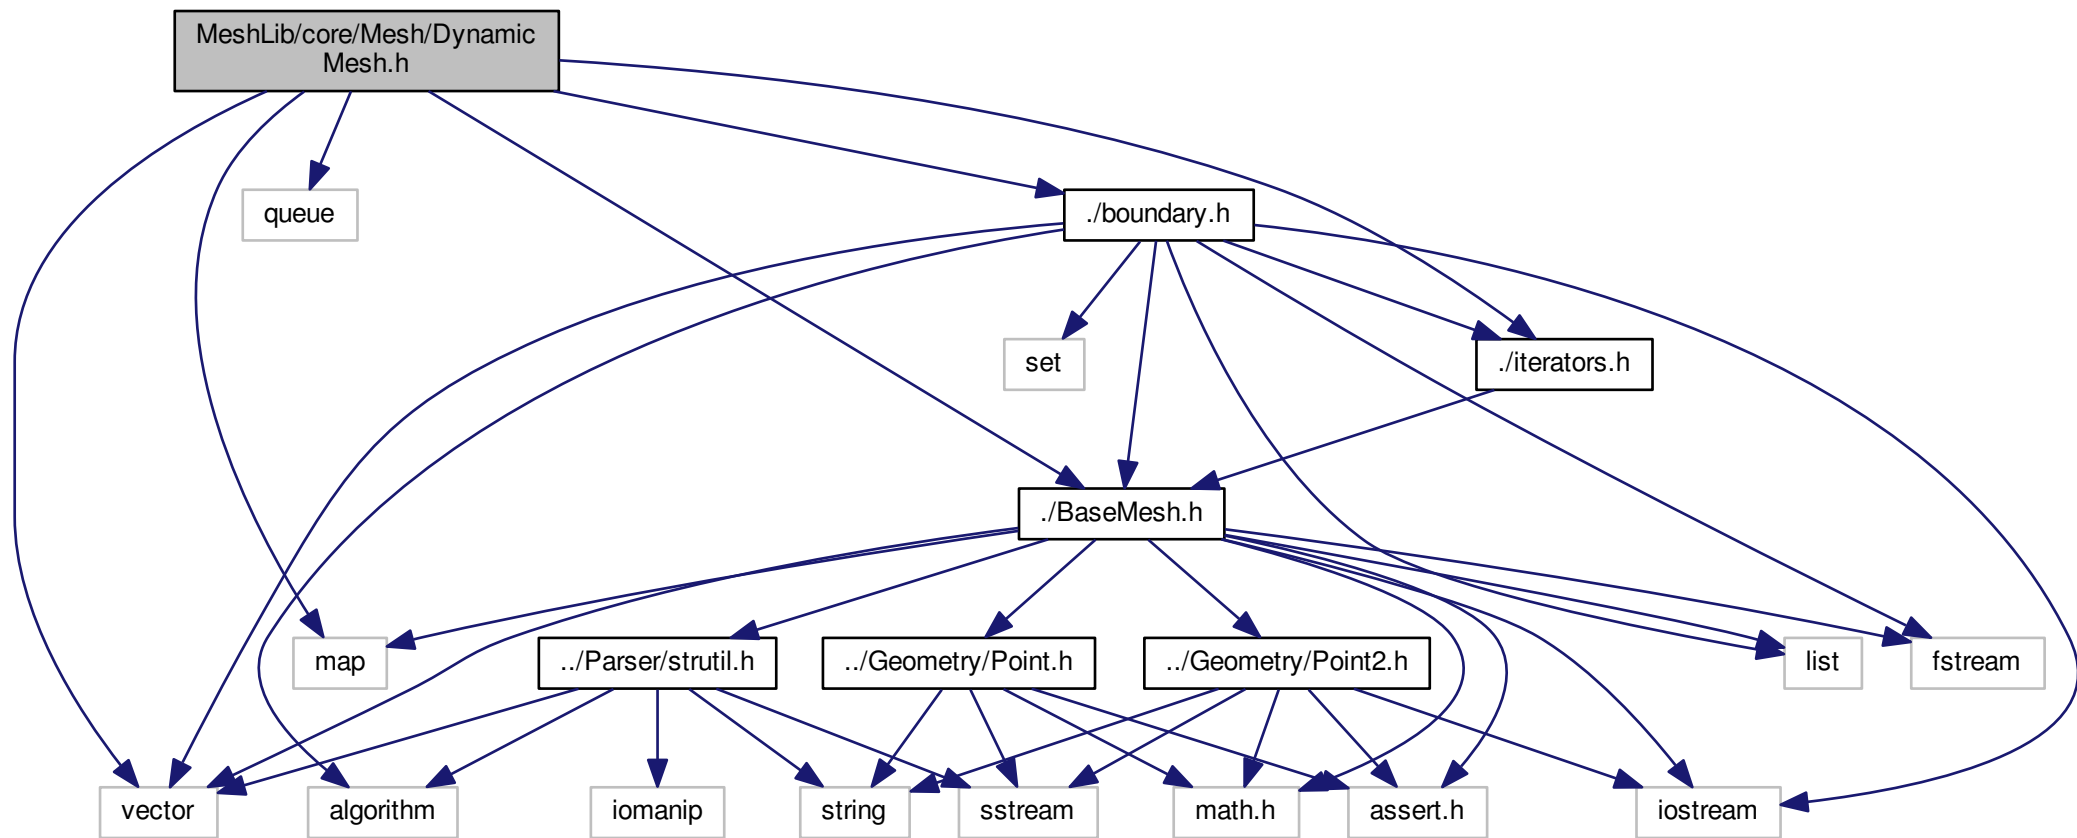 MeshLib/core/Mesh/Dynamic
Mesh.h
queue
./boundary.h
set
./iterators.h
./BaseMesh.h
map
../Parser/strutil.h
../Geometry/Point.h
../Geometry/Point2.h
list
fstream
vector
algorithm
iomanip
string
sstream
math.h
assert.h
iostream